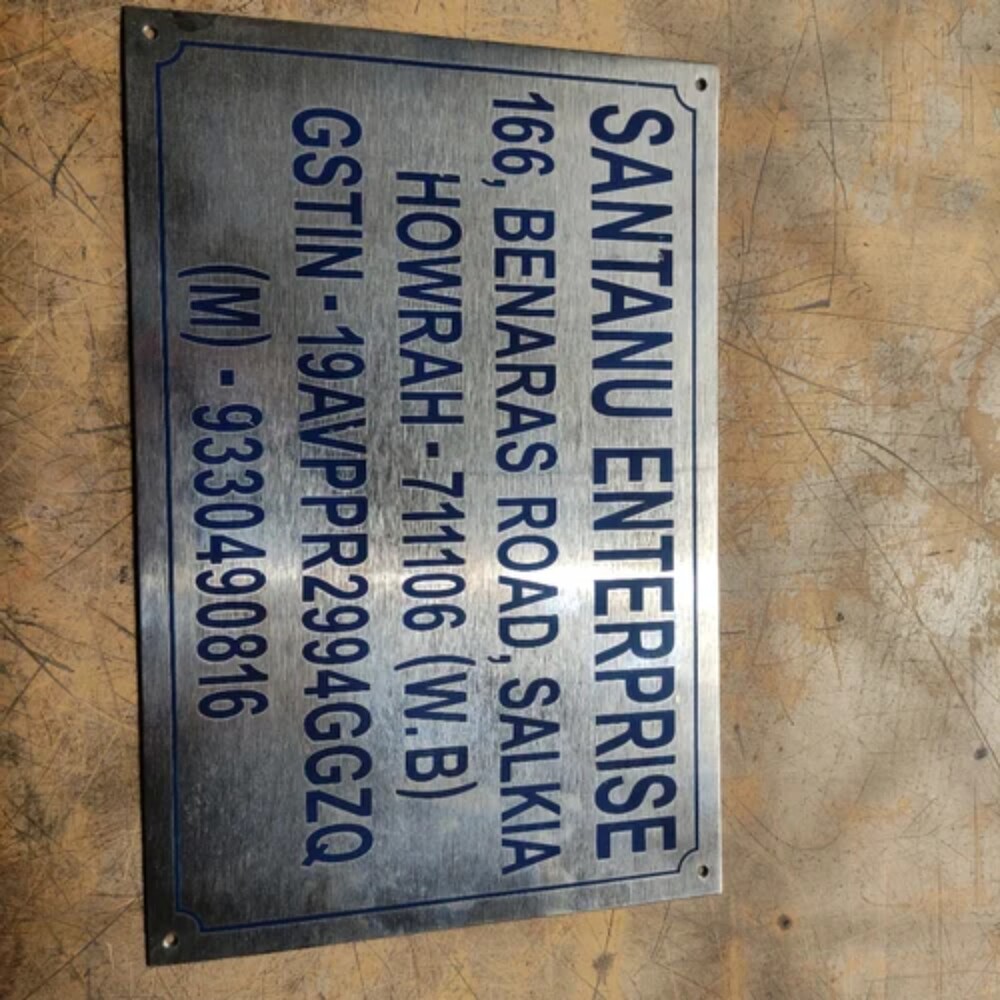 SANTANU ENTERPRISE
166, BENARAS ROAD, SALKIA
HOWRAH - 711106 (W.B)
GSTIN - 19AVPPR2994GGZQ
(M) - 9330490816